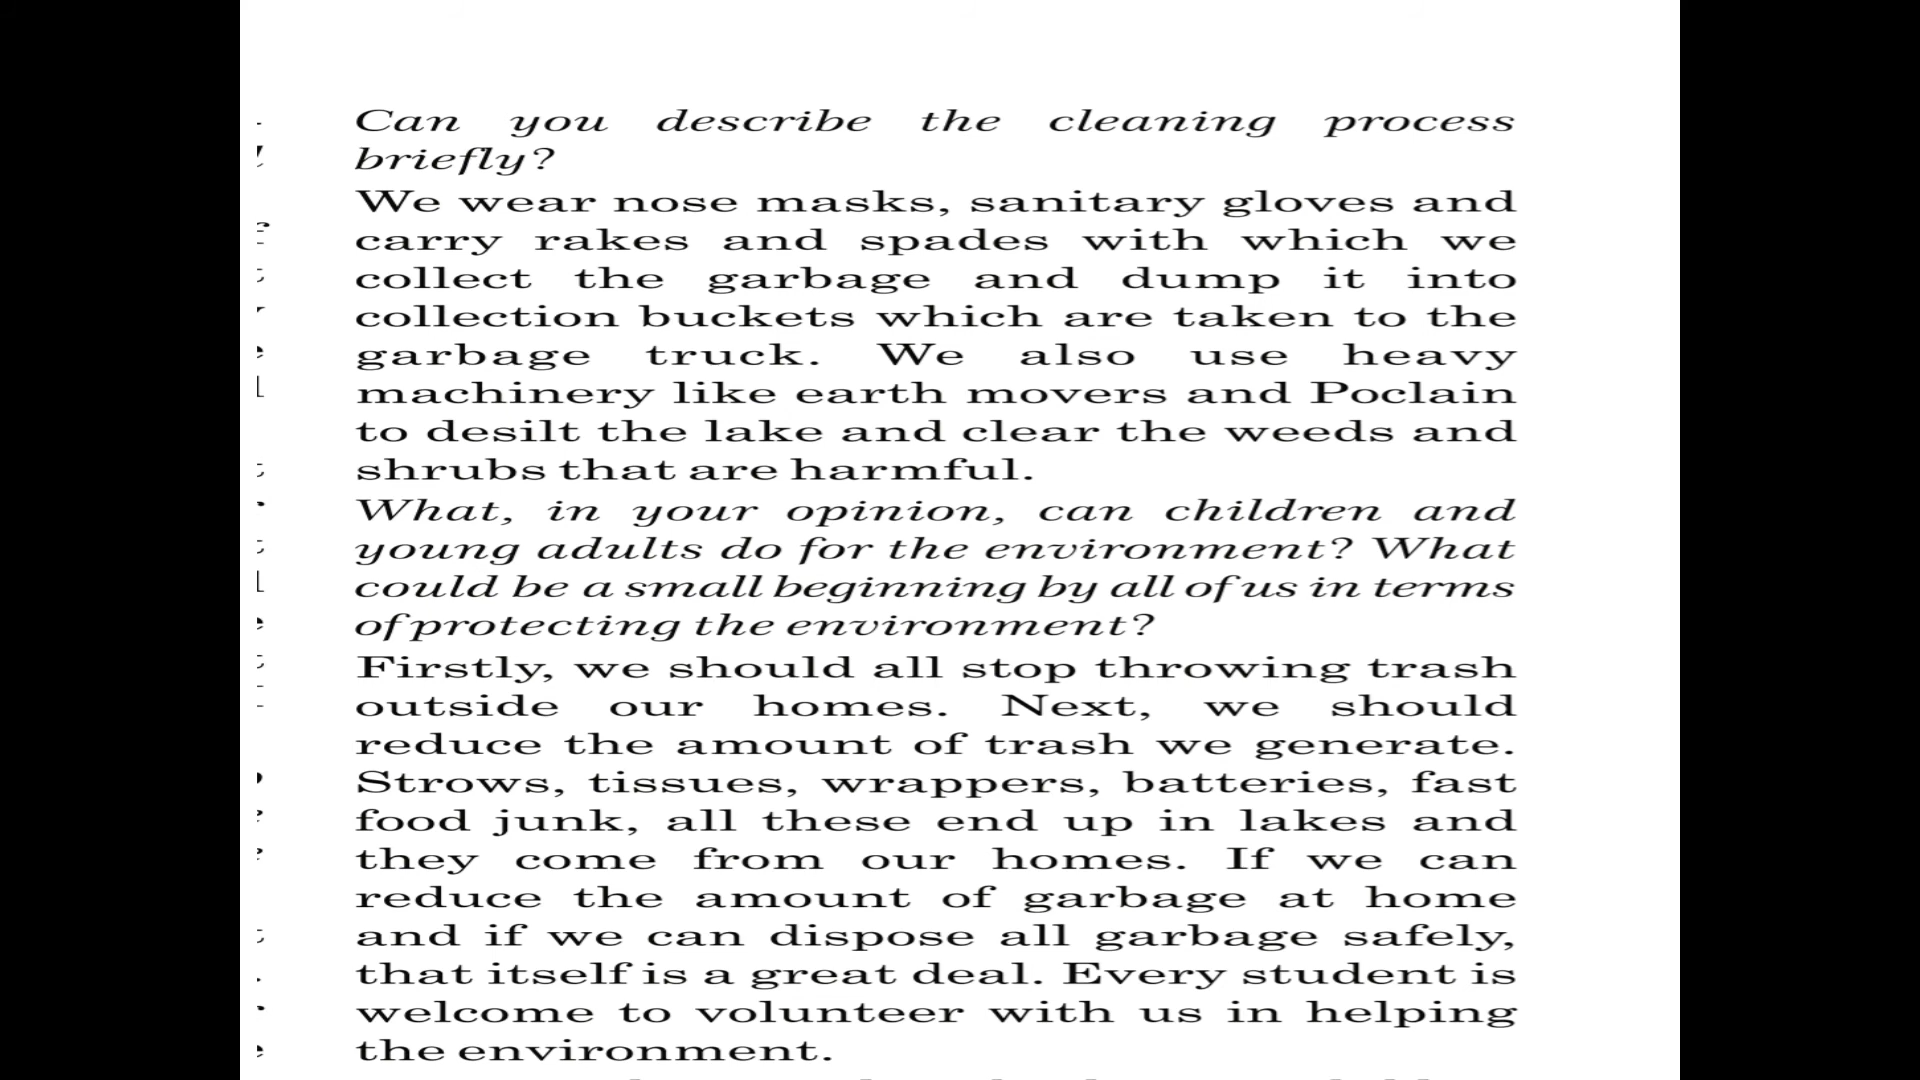 Can you describe the cleaning process
briefly?
We wear nose masks, sanitary gloves and
carry rakes and spades with which we
collect the garbage and dump it into
collection buckets which are taken to the
garbage truck. We also use heavy
machinery like earth movers and Poclain
to desilt the lake and clear the weeds and
shrubs that are harmful.
What, in your opinion, can children and
young adults do for the environment? What
could be a small beginning by all of us in terms
of protecting the environment?
Firstly, we should all stop throwing trash
outside our homes. Next, we should
reduce the amount of trash we generate.
Strows, tissues, wrappers, batteries, fast
food junk, all these end up in lakes and
they come from our homes. If we can
reduce the amount of garbage at home
and if we can dispose all garbage safely,
that itself is a great deal. Every student is
welcome to volunteer with us in helping
the environment.